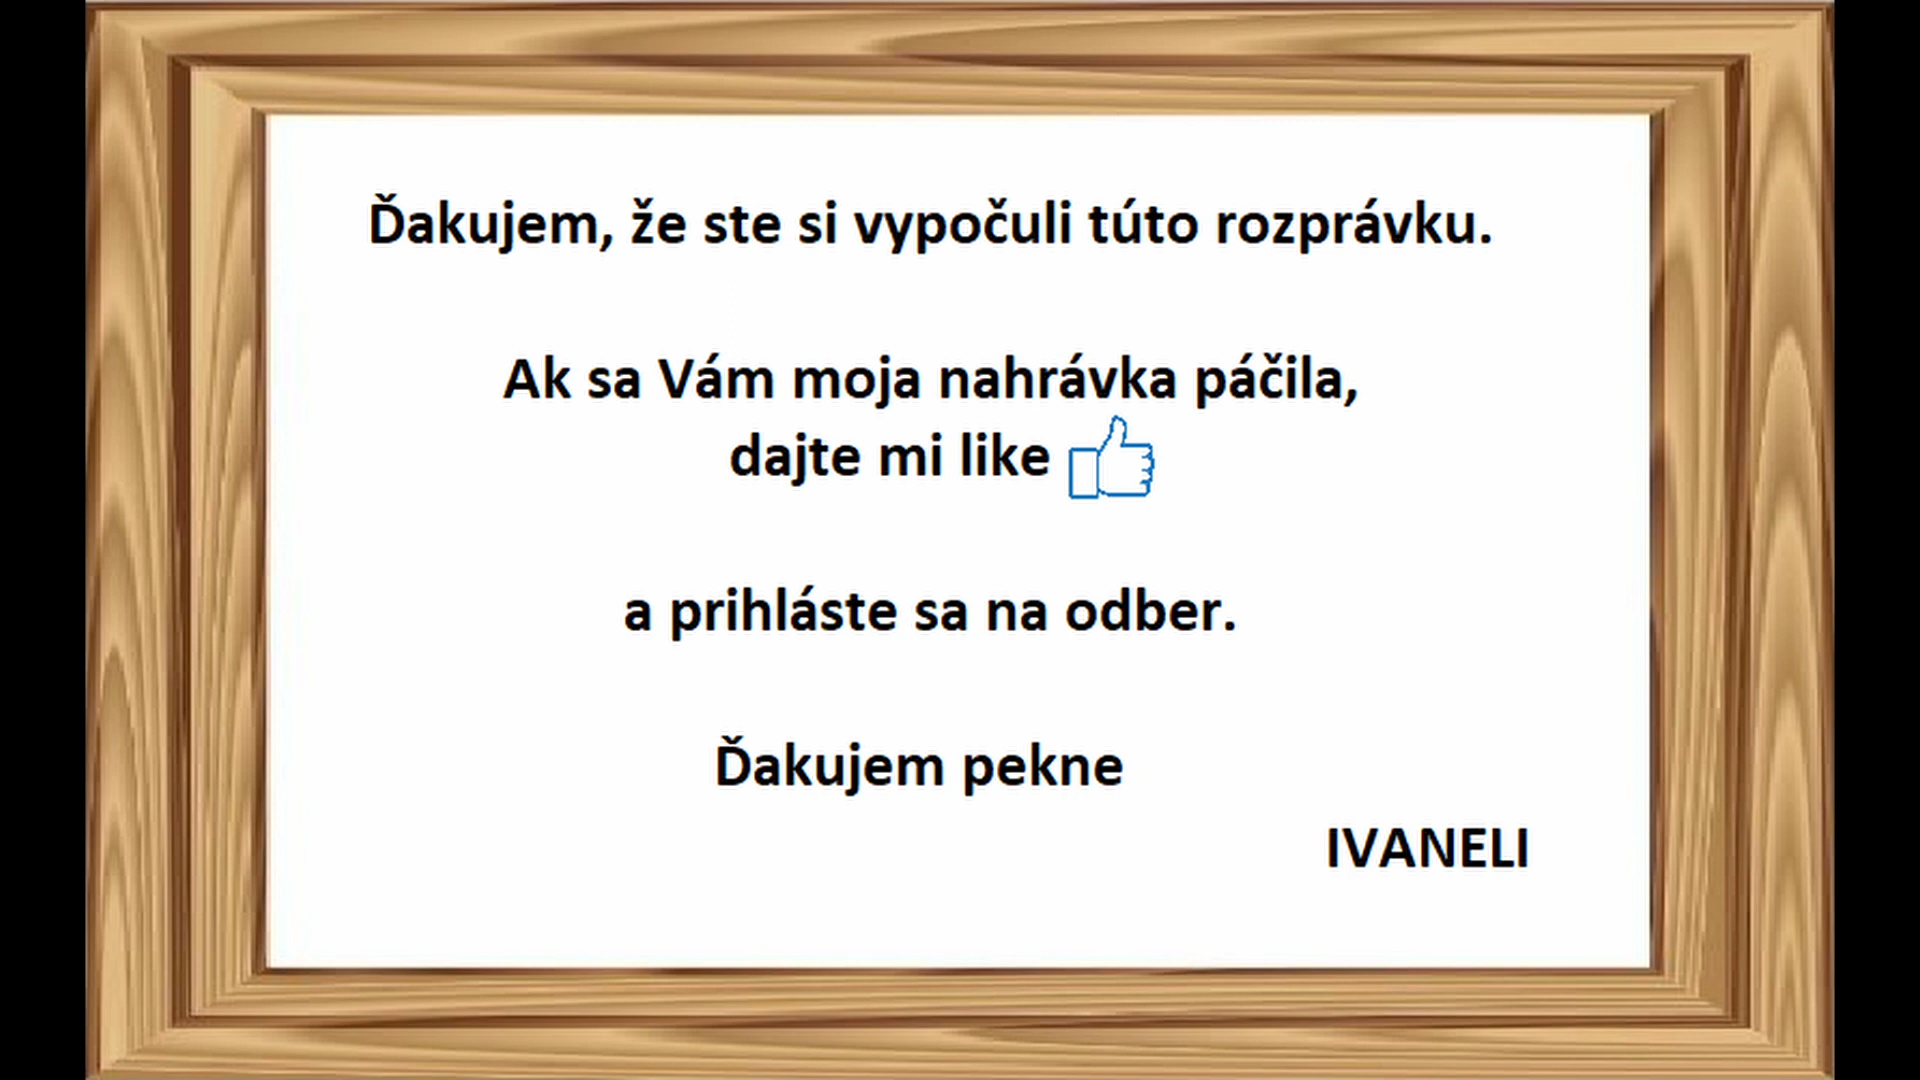 Ďakujem, že ste si vypočuli túto rozprávku.
Ak sa Vám moja nahrávka páčila,
dajte mi like
a prihláste sa na odber.
Ďakujem pekne
IVANELI